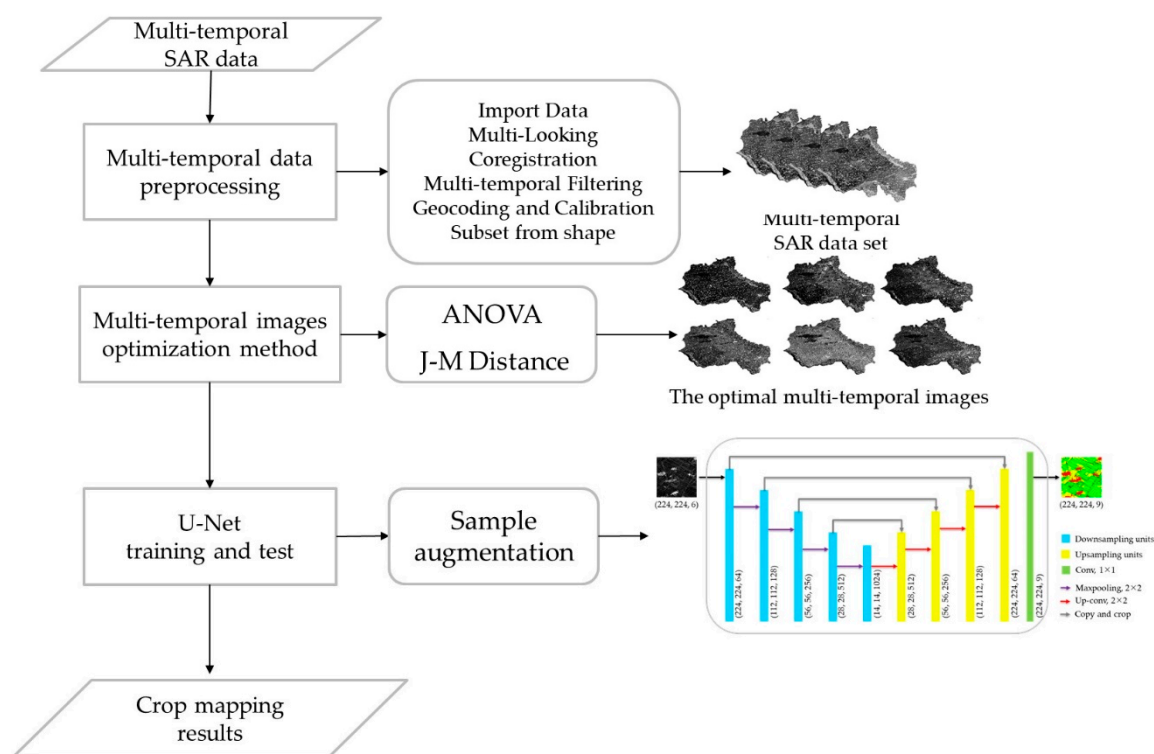 Multi-temporal
SAR data
Multi-temporal data
preprocessing
Import Data
Multi-Looking
Coregistration
Multi-temporal Filtering
Geocoding and Calibration
Subset from shape
Multi-temporal
SAR data set
Multi-temporal images
optimization method
ANOVA
J-M Distance
The optimal multi-temporal images
U-Net
training and test
Sample
augmentation
(224, 224, 6)
(224, 224, 64)
(112, 112, 128)
(56, 56, 256)
(28, 28, 512)
(14, 14, 1024)
(28, 28, 512)
(56, 56, 256)
(112, 112, 128)
(224, 224, 64)
(224, 224, 9)
(224, 224, 9)
Downsampling units
Upsampling units
Conv, 1×1
Maxpooling, 2×2
Up-conv, 2×2
Copy and crop
Crop mapping
results